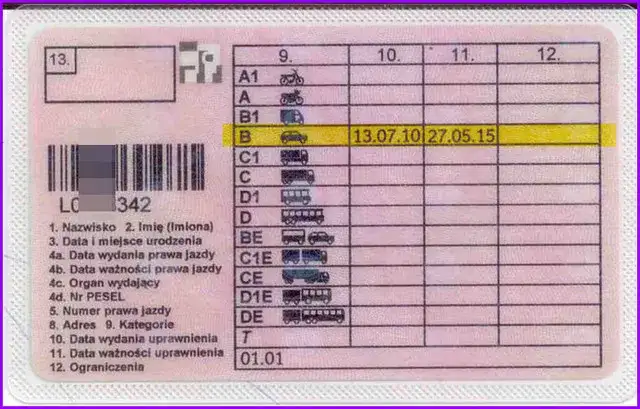 13.
9. 10. 11. 12.
A1
A
B1
B 13.07.10 27.05.15
C1
C
D1
D
BE
C1E
CE
D1E
DE
T
01.01
342
1. Nazwisko 2. Imię (Imiona)
3. Data i miejsce urodzenia
4a. Data wydania prawa jazdy
4b. Data ważności prawa jazdy
4c. Organ wydający
4d. Nr PESEL
5. Numer prawa jazdy
8. Adres 9. Kategorie
10. Data wydania uprawnienia
11. Data ważności uprawnienia
12. Ograniczenia